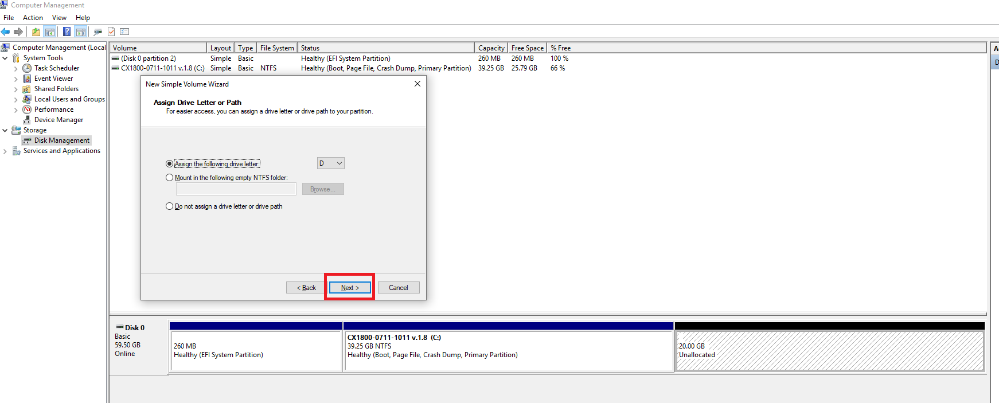 Computer Management
File Action View Help
Computer Management (Local
System Tools
Task Scheduler
Event Viewer
Shared Folders
Local Users and Groups
Performance
Device Manager
Storage
Disk Management
Services and Applications
Volume Layout Type File System Status Capacity Free Space % Free
(Disk 0 partition 2) Simple Basic Healthy (EFI System Partition) 260 MB 260 MB 100 %
CX1800-0711-1011 v.1.8 (C:) Simple Basic NTFS Healthy (Boot, Page File, Crash Dump, Primary Partition) 39.25 GB 25.79 GB 66 %
New Simple Volume Wizard
Assign Drive Letter or Path
For easier access, you can assign a drive letter or drive path to your partition.
Assign the following drive letter: D
Mount in the following empty NTFS folder:
Browse...
Do not assign a drive letter or drive path
< Back Next > Cancel
Disk 0
Basic
59.50 GB
Online
260 MB
Healthy (EFI System Partition)
CX1800-0711-1011 v.1.8 (C:)
39.25 GB NTFS
Healthy (Boot, Page File, Crash Dump, Primary Partition)
20.00 GB
Unallocated